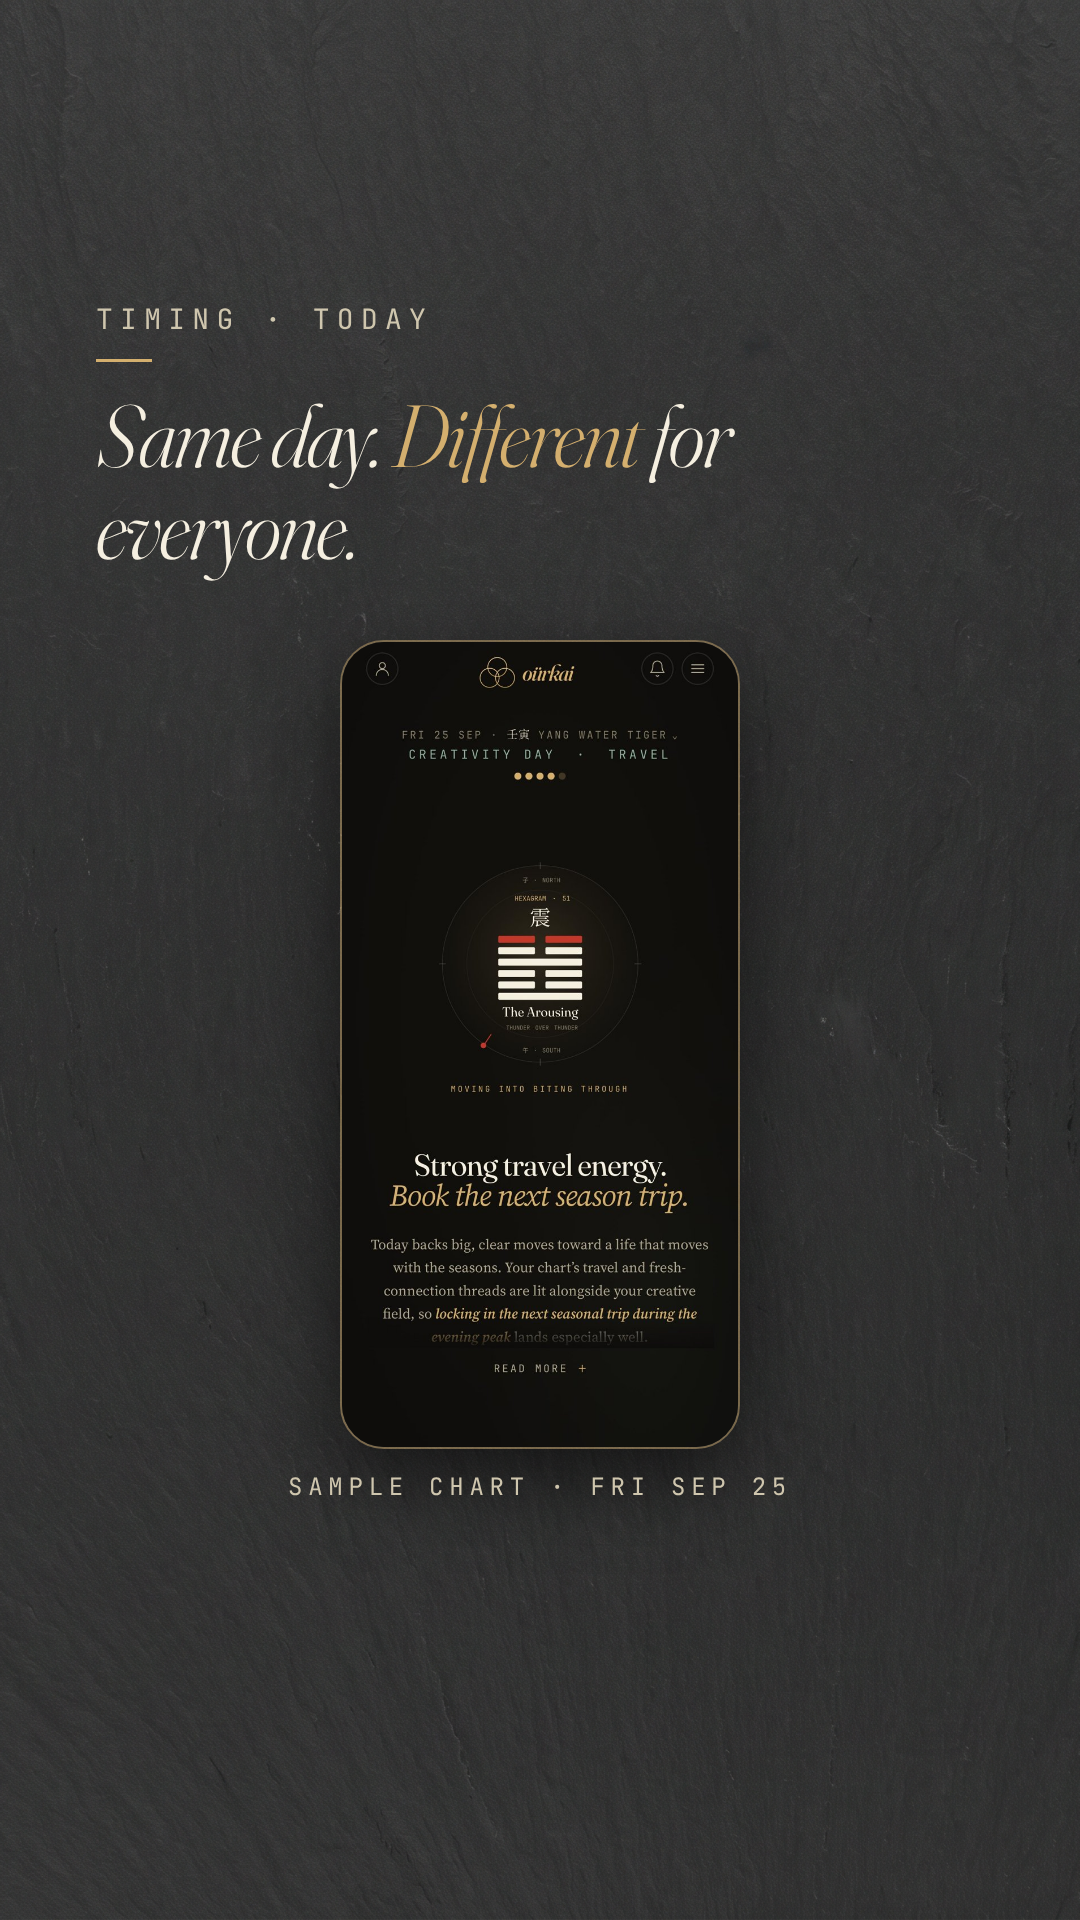 TIMING · TODAY
Same day. Different for
everyone.
oürkai
FRI 25 SEP · 壬寅 YANG WATER TIGER
CREATIVITY DAY · TRAVEL
子 · NORTH
HEXAGRAM · 51
震
The Arousing
THUNDER OVER THUNDER
午 · SOUTH
MOVING INTO BITING THROUGH
Strong travel energy.
Book the next season trip.
Today backs big, clear moves toward a life that moves
with the seasons. Your chart’s travel and fresh-
connection threads are lit alongside your creative
field, so locking in the next seasonal trip during the
evening peak lands especially well.
READ MORE +
SAMPLE CHART · FRI SEP 25